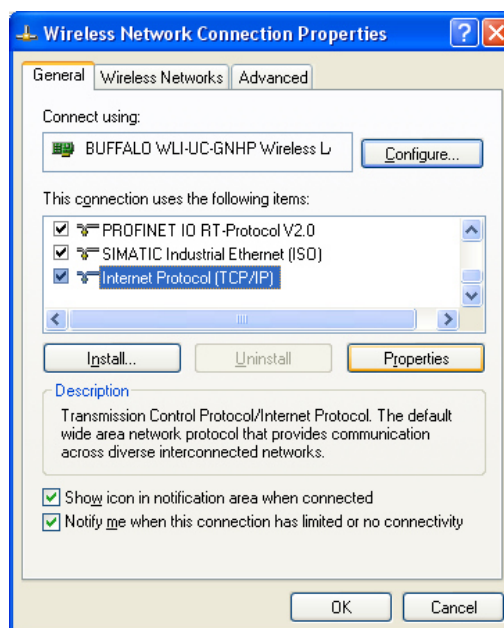 Wireless Network Connection Properties
General Wireless Networks Advanced
Connect using:
BUFFALO WLI-UC-GNHP Wireless L
Configure...
This connection uses the following items:
PROFINET IO RT-Protocol V2.0
SIMATIC Industrial Ethernet (ISO)
Internet Protocol (TCP/IP)
Install... Uninstall Properties
Description
Transmission Control Protocol/Internet Protocol. The default
wide area network protocol that provides communication
across diverse interconnected networks.
Show icon in notification area when connected
Notify me when this connection has limited or no connectivity
OK Cancel